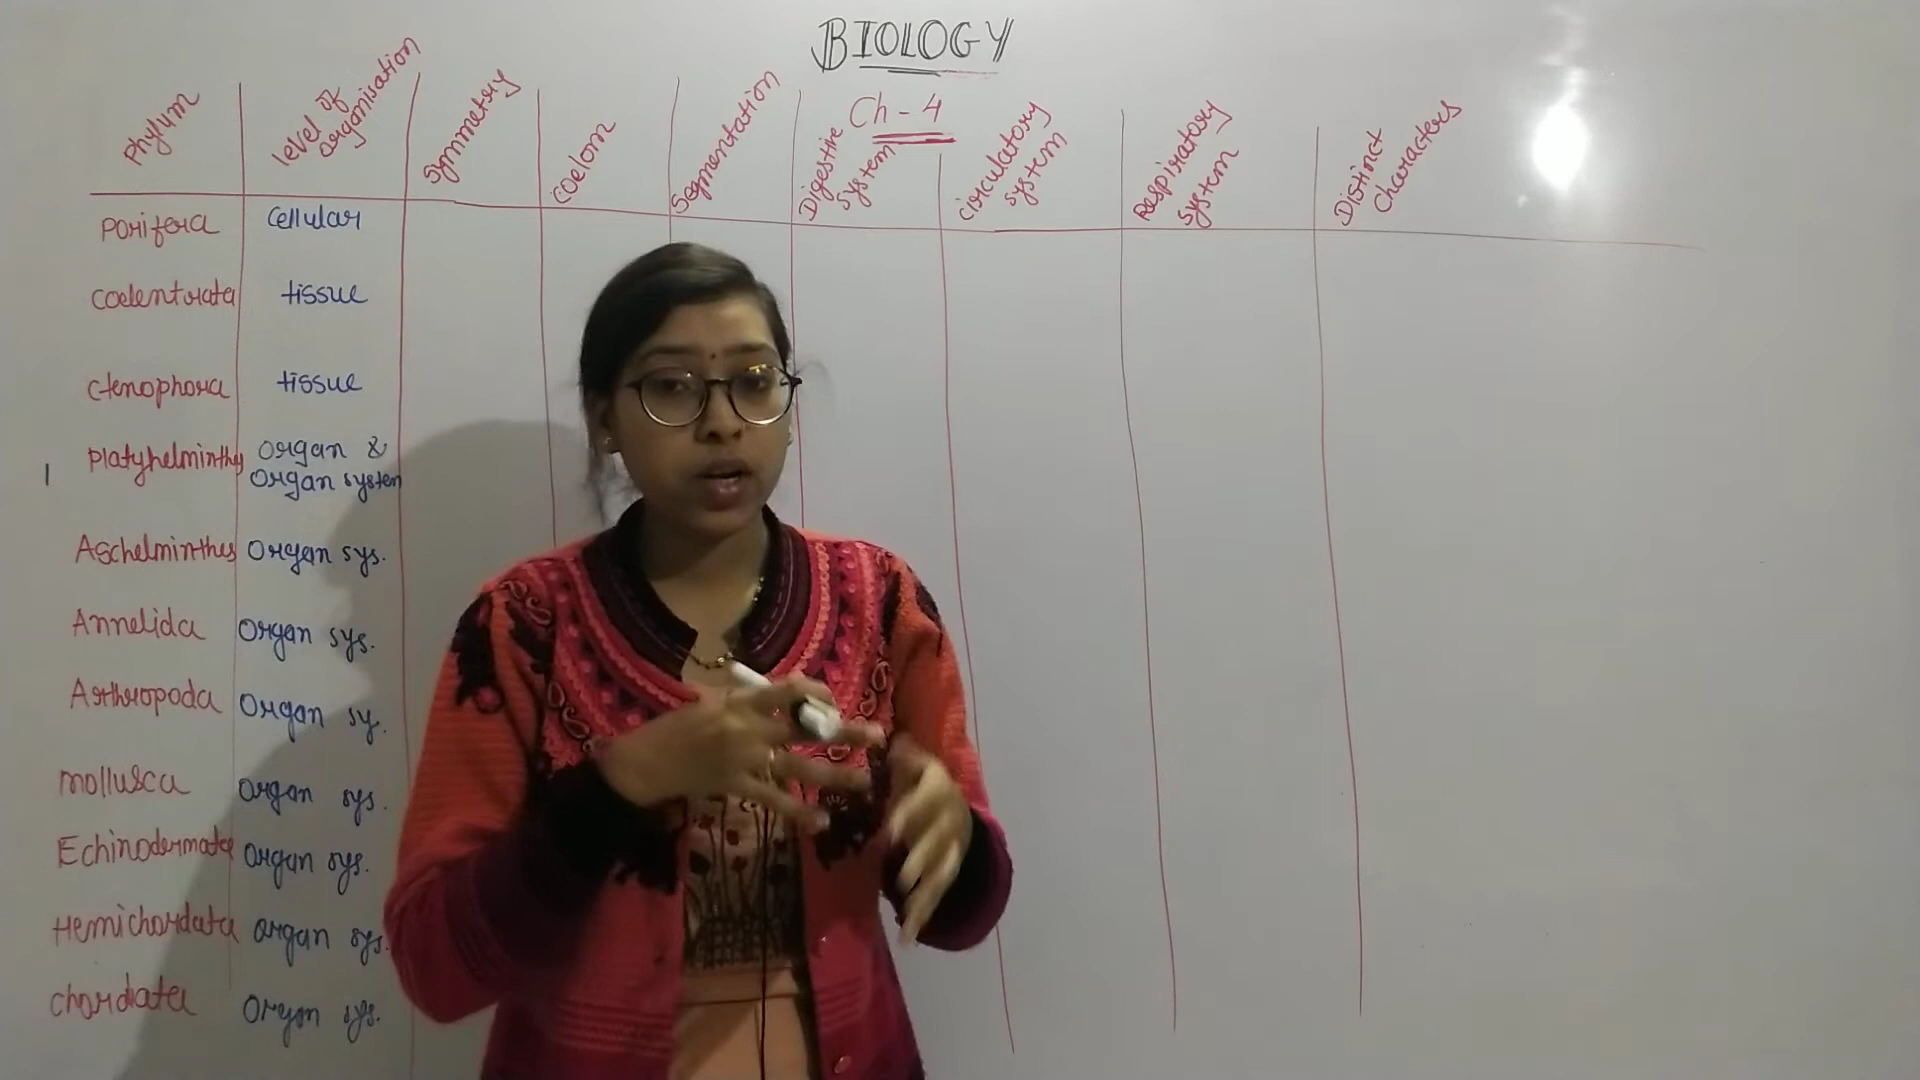 BIOLOGY
Ch - 4
Phylum
level of
organisation
Symmetry
Coelom
Segmentation
Digestive
System
Circulatory
system
Respiratory
System
Distinct
Characters
Porifera
Cellular
Coelentrata
tissue
Ctenophora
tissue
Platyhelminthes
Organ &
Organ system
Aschelminthes
Organ sys.
Annelida
Organ sys.
Arthropoda
Organ sy.
Mollusca
Organ sys.
Echinodermata
Organ sys.
Hemichordata
Organ sys.
Chordata
Organ sys.